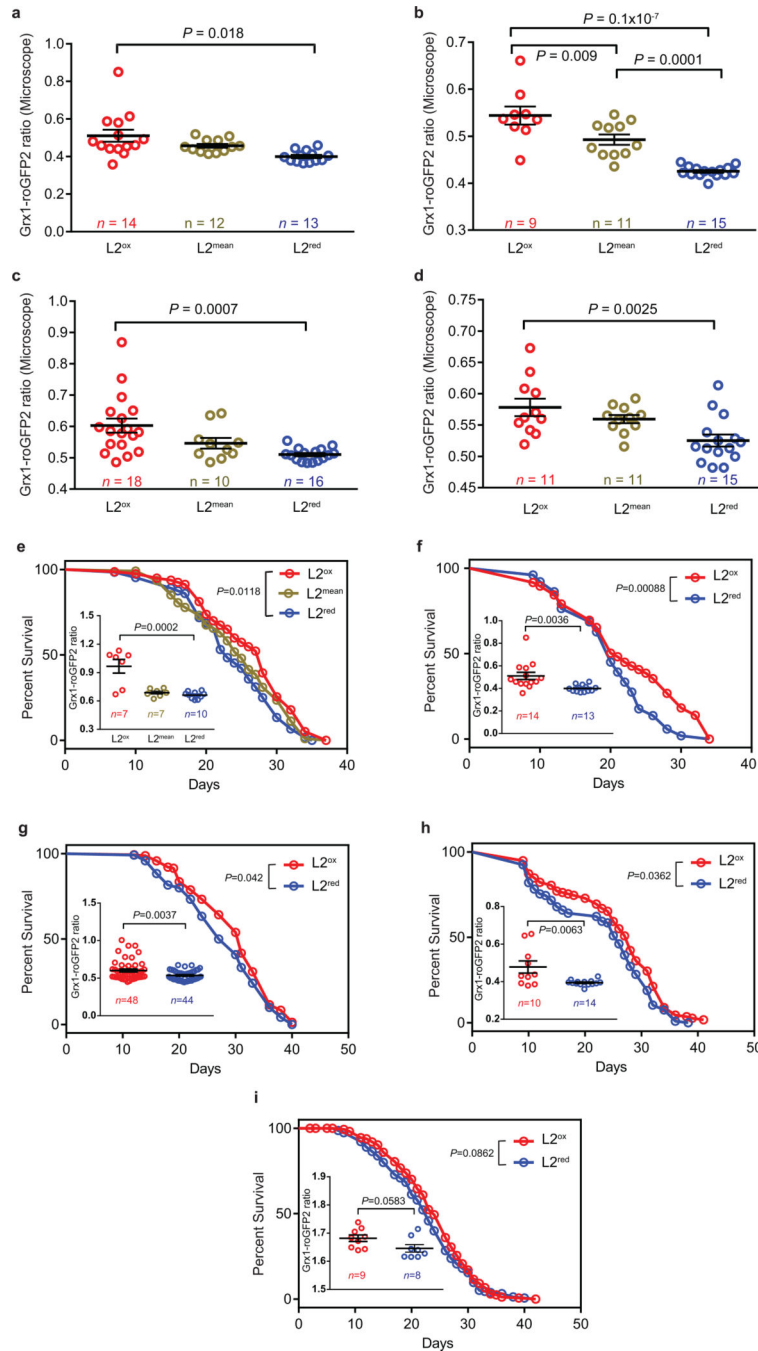 a
P = 0.018
Grx1-roGFP2 ratio (Microscope)
1.0
0.8
0.6
0.4
0.2
0.0
n = 14
n = 12
n = 13
L2ox
L2mean
L2red
b
P = 0.1x10-7
P = 0.009
P = 0.0001
Grx1-roGFP2 ratio (Microscope)
0.7
0.6
0.5
0.4
0.3
n = 9
n = 11
n = 15
L2ox
L2mean
L2red
c
P = 0.0007
Grx1-roGFP2 ratio (Microscope)
1.0
0.9
0.8
0.7
0.6
0.5
0.4
n = 18
n = 10
n = 16
L2ox
L2mean
L2red
d
P = 0.0025
Grx1-roGFP2 ratio (Microscope)
0.75
0.70
0.65
0.60
0.55
0.50
0.45
n = 11
n = 11
n = 15
L2ox
L2mean
L2red
e
Percent Survival
100
50
0
P=0.0118
L2ox
L2mean
L2red
Grx1-roGFP2 ratio
1.5
1.2
0.9
0.6
0.3
P=0.0002
n=7
n=7
n=10
L2ox
L2mean
L2red
0 10 20 30 40
Days
f
Percent Survival
100
50
0
P=0.00088
L2ox
L2red
Grx1-roGFP2 ratio
1.0
0.8
0.6
0.4
0.2
0.0
P=0.0036
n=14
n=13
0 10 20 30 40
Days
g
Percent Survival
100
50
0
P=0.042
L2ox
L2red
Grx1-roGFP2 ratio
1.5
1.0
0.5
0.0
P=0.0037
n=48
n=44
0 10 20 30 40 50
Days
h
Percent Survival
100
50
0
P=0.0362
L2ox
L2red
Grx1-roGFP2 ratio
0.8
0.6
0.4
0.2
P=0.0063
n=10
n=14
0 10 20 30 40 50
Days
i
Percent Survival
100
50
0
P=0.0862
L2ox
L2red
Grx1-roGFP2 ratio
1.9
1.8
1.7
1.6
1.5
P=0.0583
n=9
n=8
0 10 20 30 40 50
Days